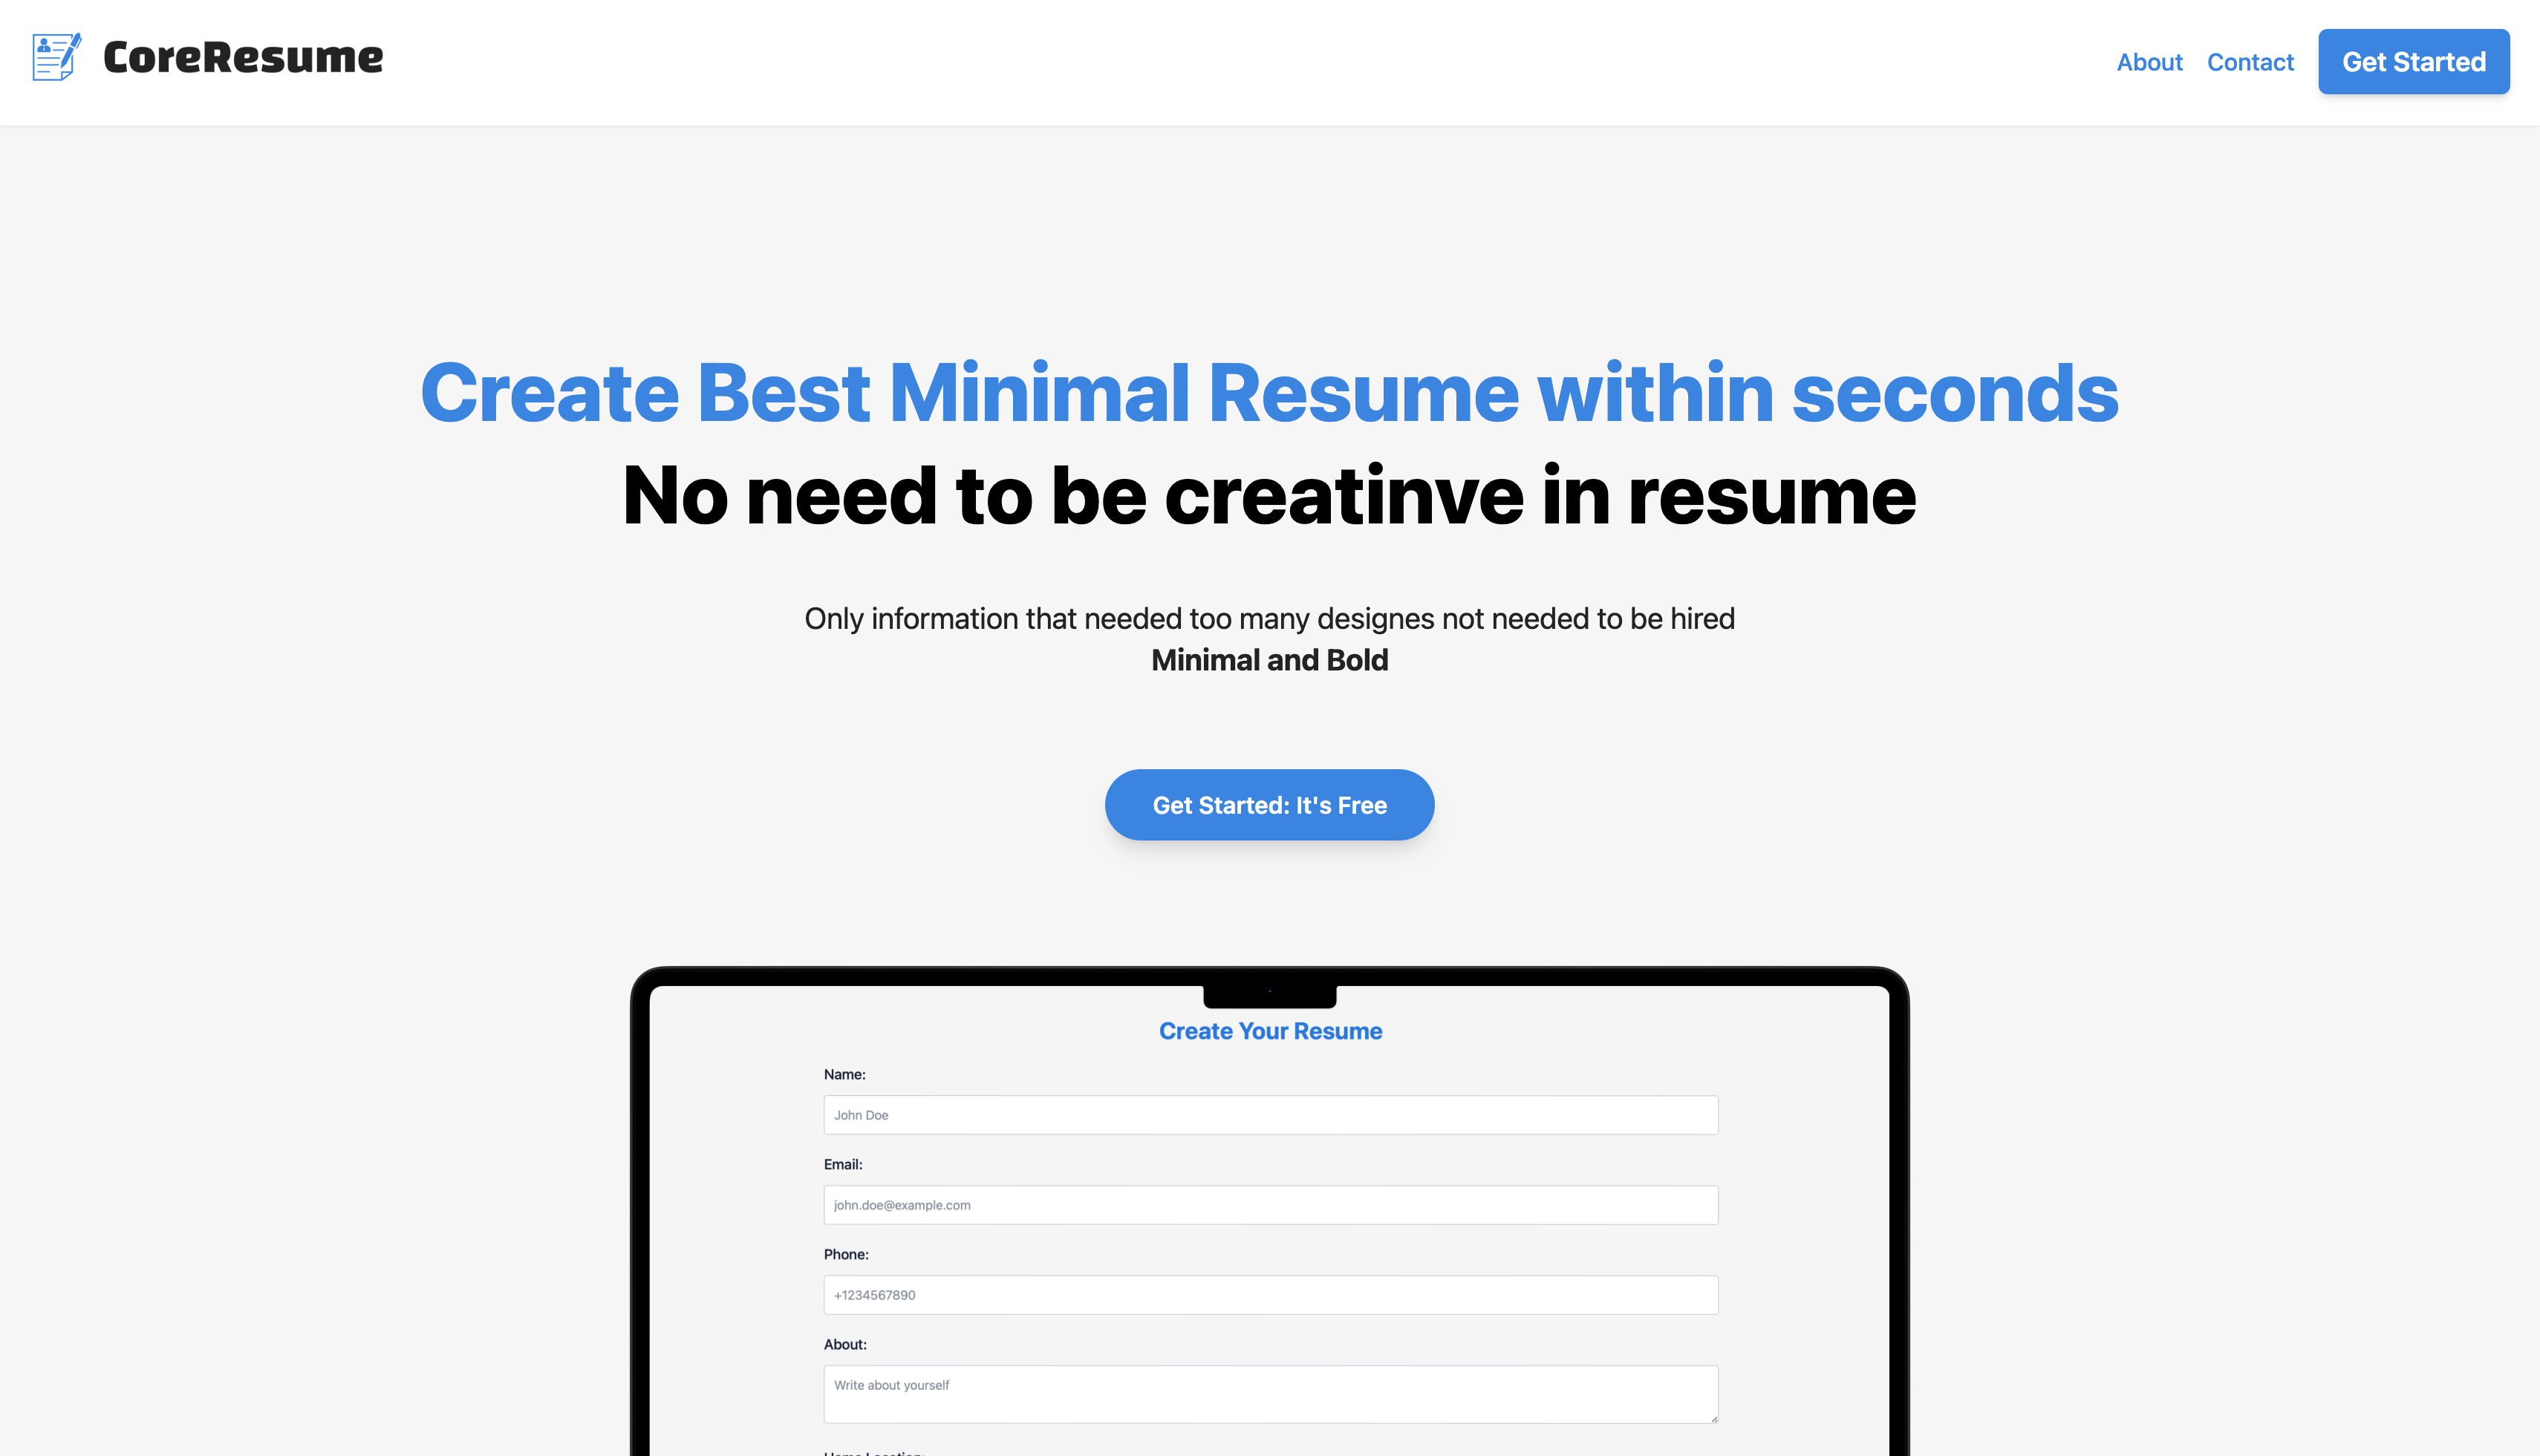 CoreResume
About
Contact
Get Started
Create Best Minimal Resume within seconds
No need to be creatinve in resume
Only information that needed too many designes not needed to be hired
Minimal and Bold
Get Started: It's Free
Create Your Resume
Name:
John Doe
Email:
john.doe@example.com
Phone:
+1234567890
About:
Write about yourself